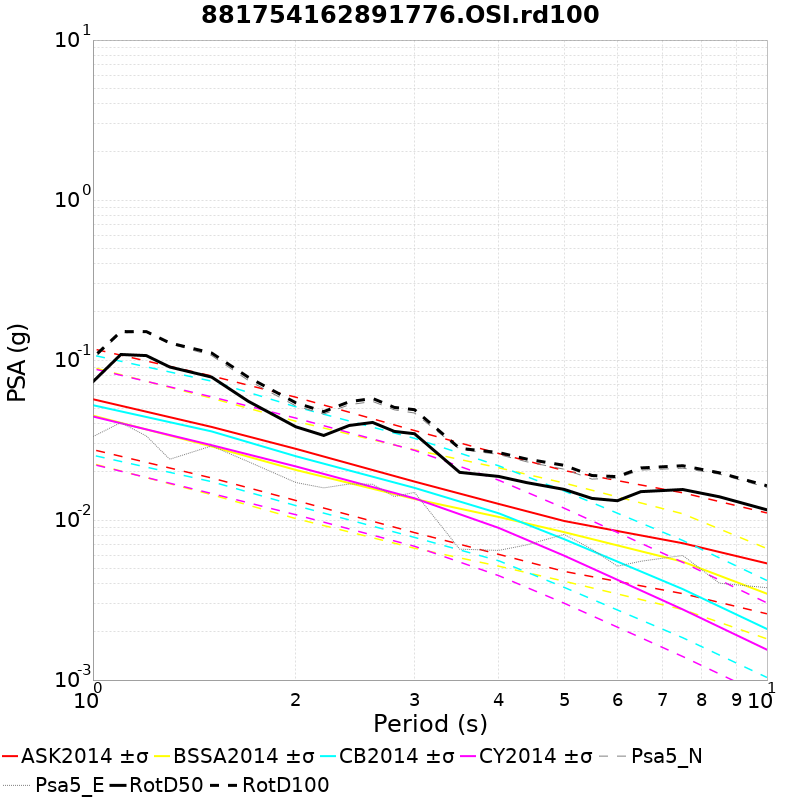 881754162891776.OSI.rd100
10^1
10^0
10^-1
10^-2
10^-3
PSA (g)
10^0 2 3 4 5 6 7 8 9 10^1
Period (s)
ASK2014 ±σ BSSA2014 ±σ CB2014 ±σ CY2014 ±σ Psa5_N
Psa5_E RotD50 RotD100